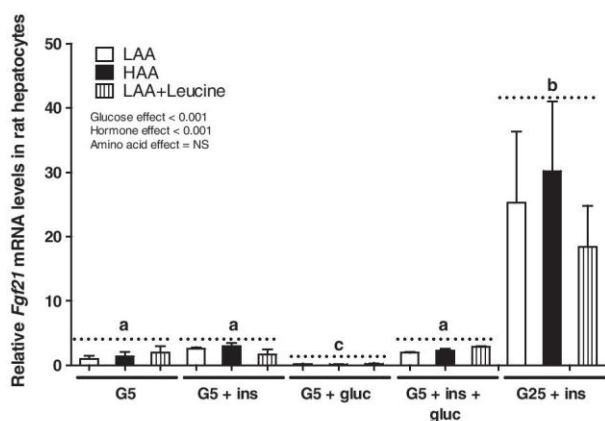 Relative Fgf21 mRNA levels in rat hepatocytes
50
40
30
20
10
0
LAA
HAA
LAA+Leucine
Glucose effect < 0.001
Hormone effect < 0.001
Amino acid effect = NS
a
a
c
a
b
G5
G5 + ins
G5 + gluc
G5 + ins +
gluc
G25 + ins